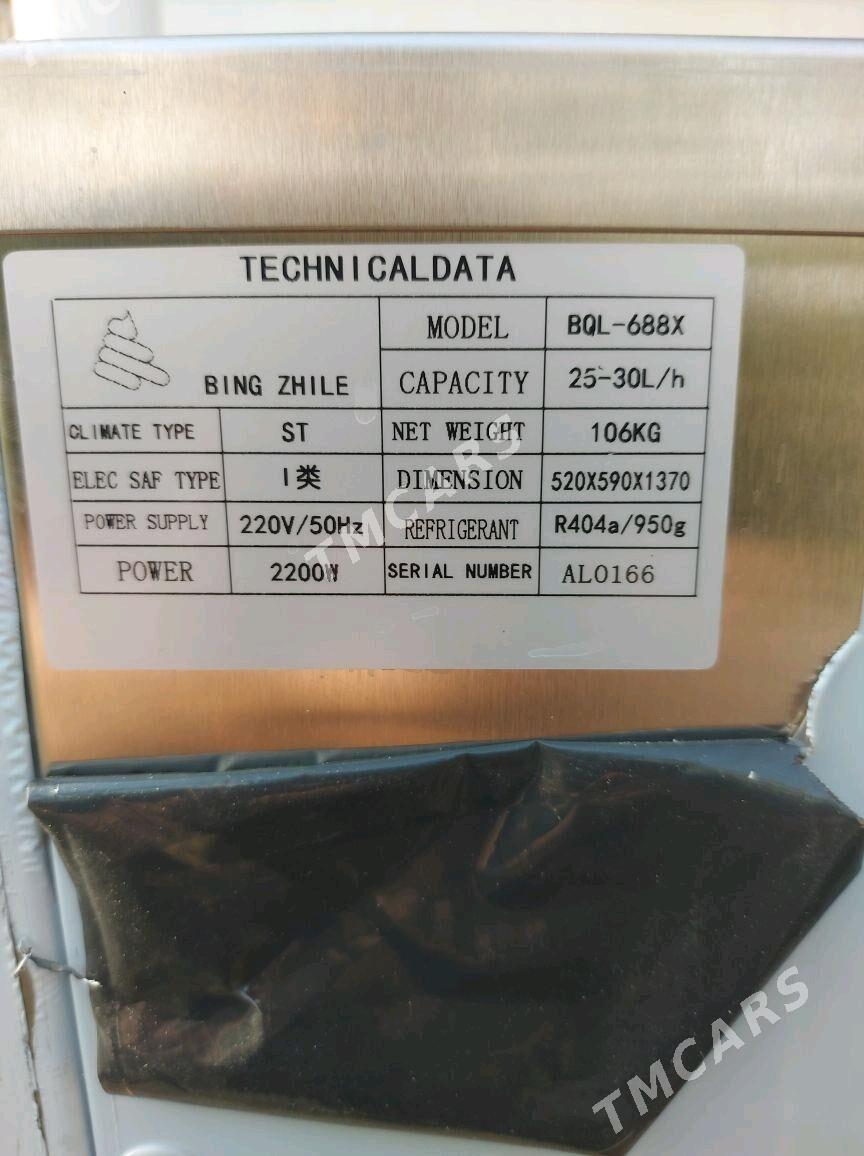 TECHNICALDATA
BING ZHILE
MODEL BQL-688X
CAPACITY 25-30L/h
CLIMATE TYPE ST NET WEIGHT 106KG
ELEC SAF TYPE I类 DIMENSION 520X590X1370
POWER SUPPLY 220V/50Hz REFRIGERANT R404a/950g
POWER 2200W SERIAL NUMBER AL0166
TMCARS
TMCARS